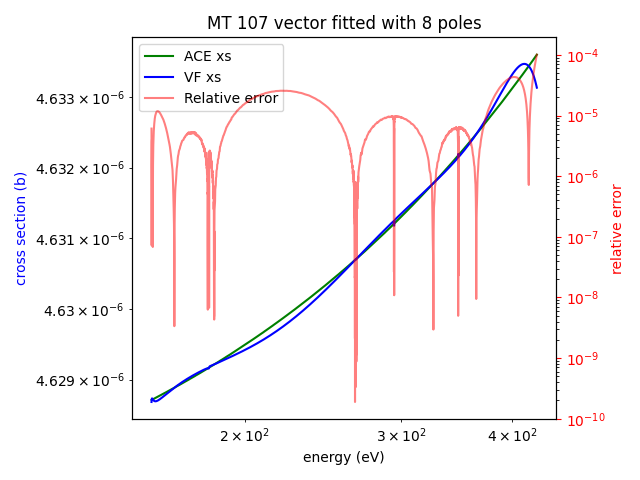 MT 107 vector fitted with 8 poles
ACE xs
VF xs
Relative error
4.633 × 10⁻⁶
4.632 × 10⁻⁶
4.631 × 10⁻⁶
4.63 × 10⁻⁶
4.629 × 10⁻⁶
cross section (b)
10⁻⁴
10⁻⁵
10⁻⁶
10⁻⁷
10⁻⁸
10⁻⁹
10⁻¹⁰
relative error
2 × 10² 3 × 10² 4 × 10²
energy (eV)